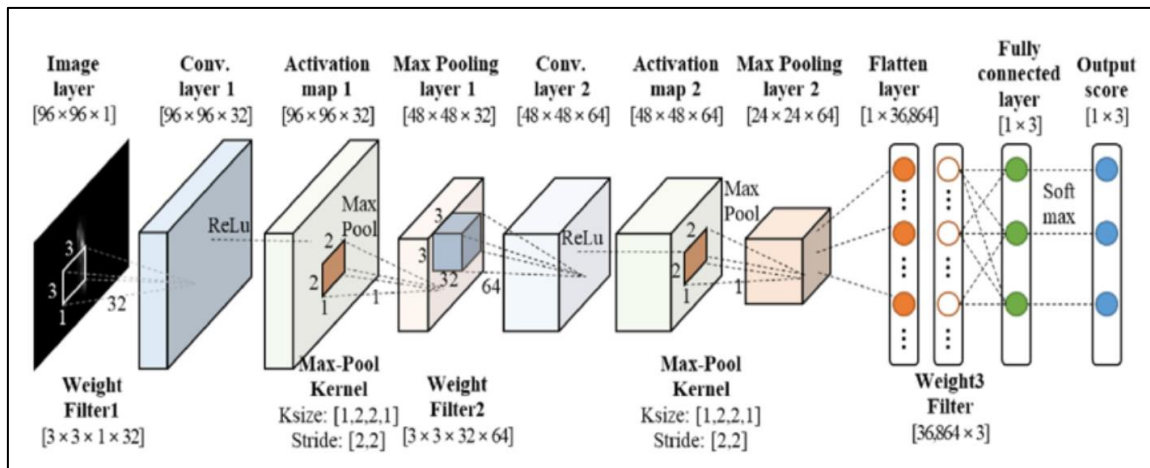 Image
layer
[96 × 96 × 1]
Conv.
layer 1
[96 × 96 × 32]
Activation
map 1
[96 × 96 × 32]
Max Pooling
layer 1
[48 × 48 × 32]
Conv.
layer 2
[48 × 48 × 64]
Activation
map 2
[48 × 48 × 64]
Max Pooling
layer 2
[24 × 24 × 64]
Flatten
layer
[1 × 36,864]
Fully
connected
layer
[1 × 3]
Output
score
[1 × 3]
3
3
1
32
ReLu
Max
Pool
2
2
1
1
3
3
32
64
ReLu
Max
Pool
2
2
1
1
Soft
max
Weight
Filter1
[3 × 3 × 1 × 32]
Max-Pool
Kernel
Ksize: [1,2,2,1]
Stride: [2,2]
Weight
Filter2
[3 × 3 × 32 × 64]
Max-Pool
Kernel
Ksize: [1,2,2,1]
Stride: [2,2]
Weight3
Filter
[36,864 × 3]